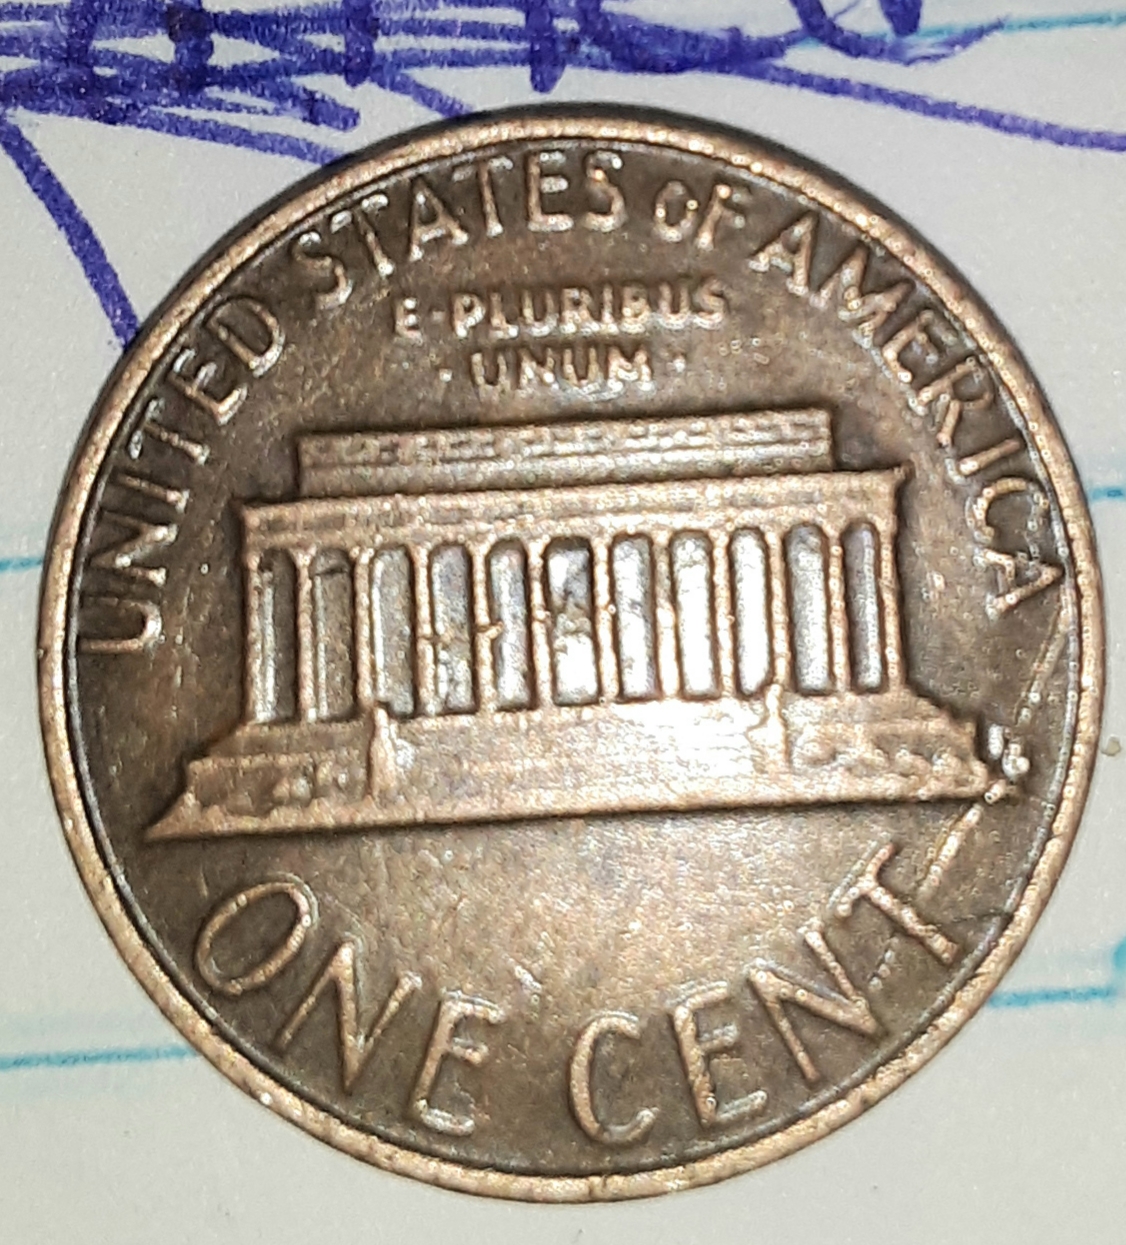 UNITED STATES OF AMERICA
E·PLURIBUS
·UNUM·
ONE CENT